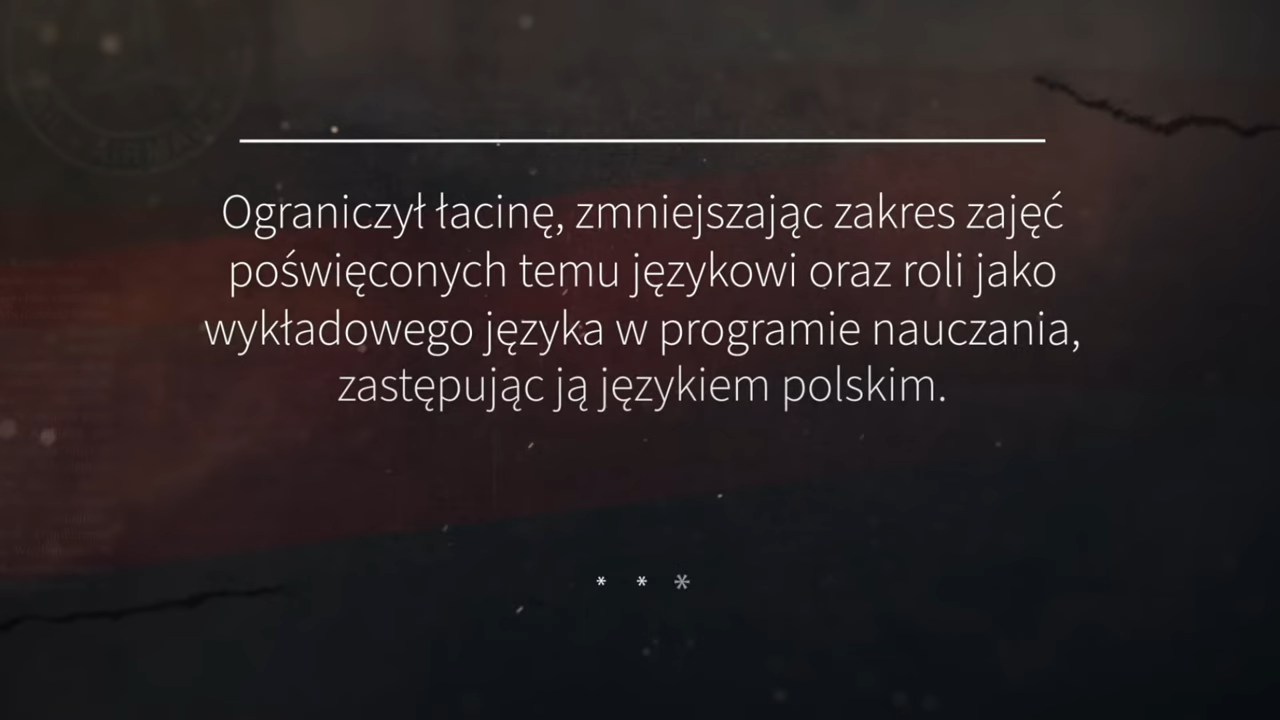 Ograniczył łacinę, zmniejszając zakres zajęć
poświęconych temu językowi oraz roli jako
wykładowego języka w programie nauczania,
zastępując ją językiem polskim.
* * *